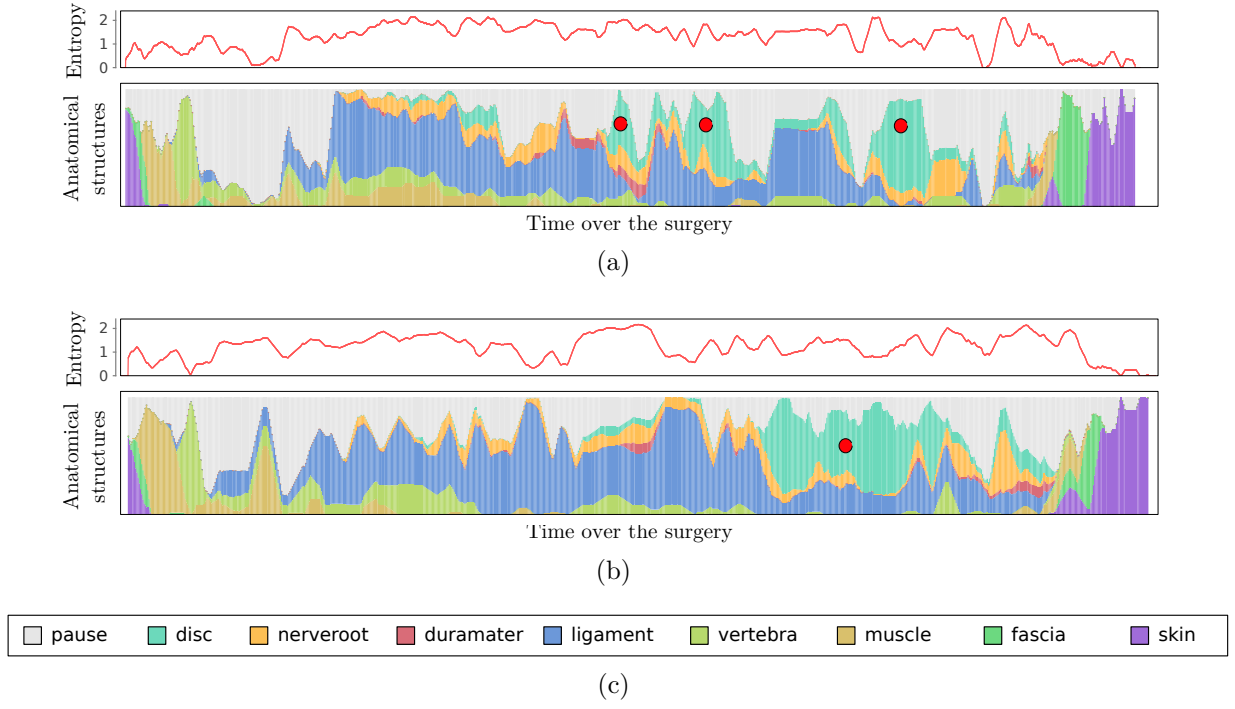 Entropy
2
1
0
Anatomical
structures
Time over the surgery
(a)
Entropy
2
1
0
Anatomical
structures
Time over the surgery
(b)
pause disc nerveroot duramater ligament vertebra muscle fascia skin
(c)